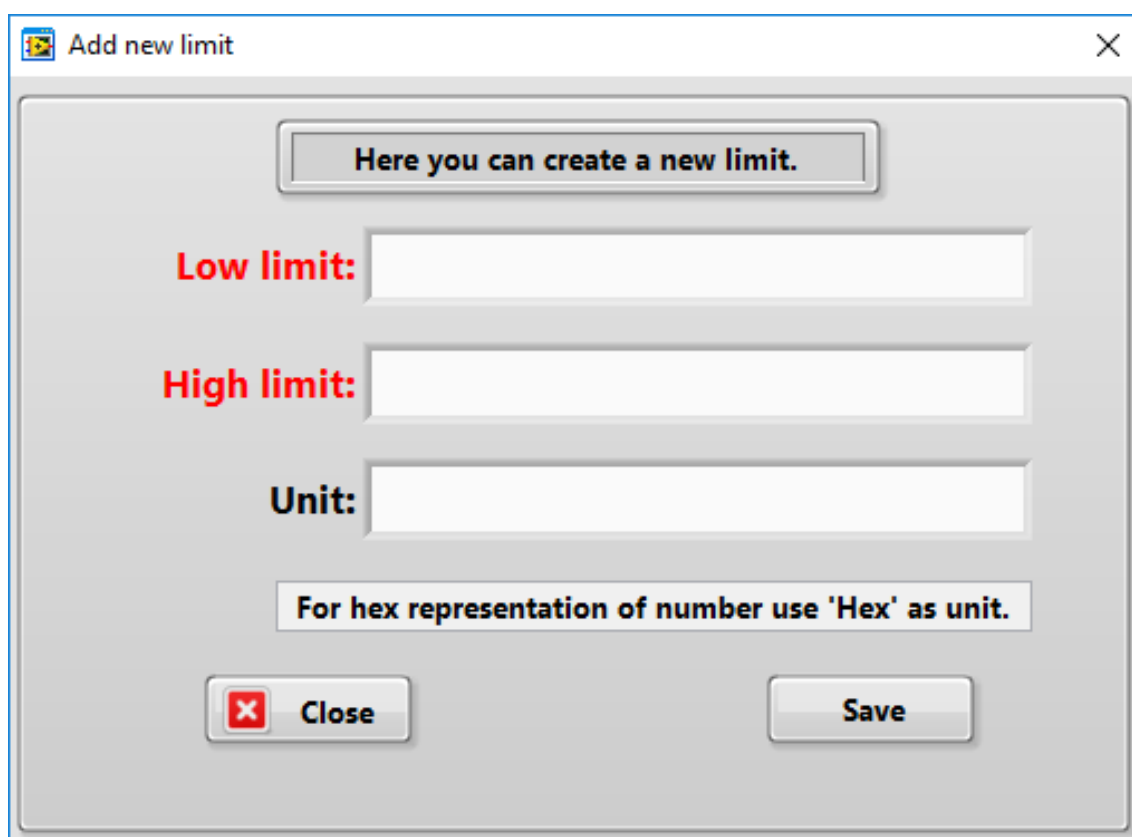 Add new limit
Here you can create a new limit.
Low limit:
High limit:
Unit:
For hex representation of number use 'Hex' as unit.
Close
Save